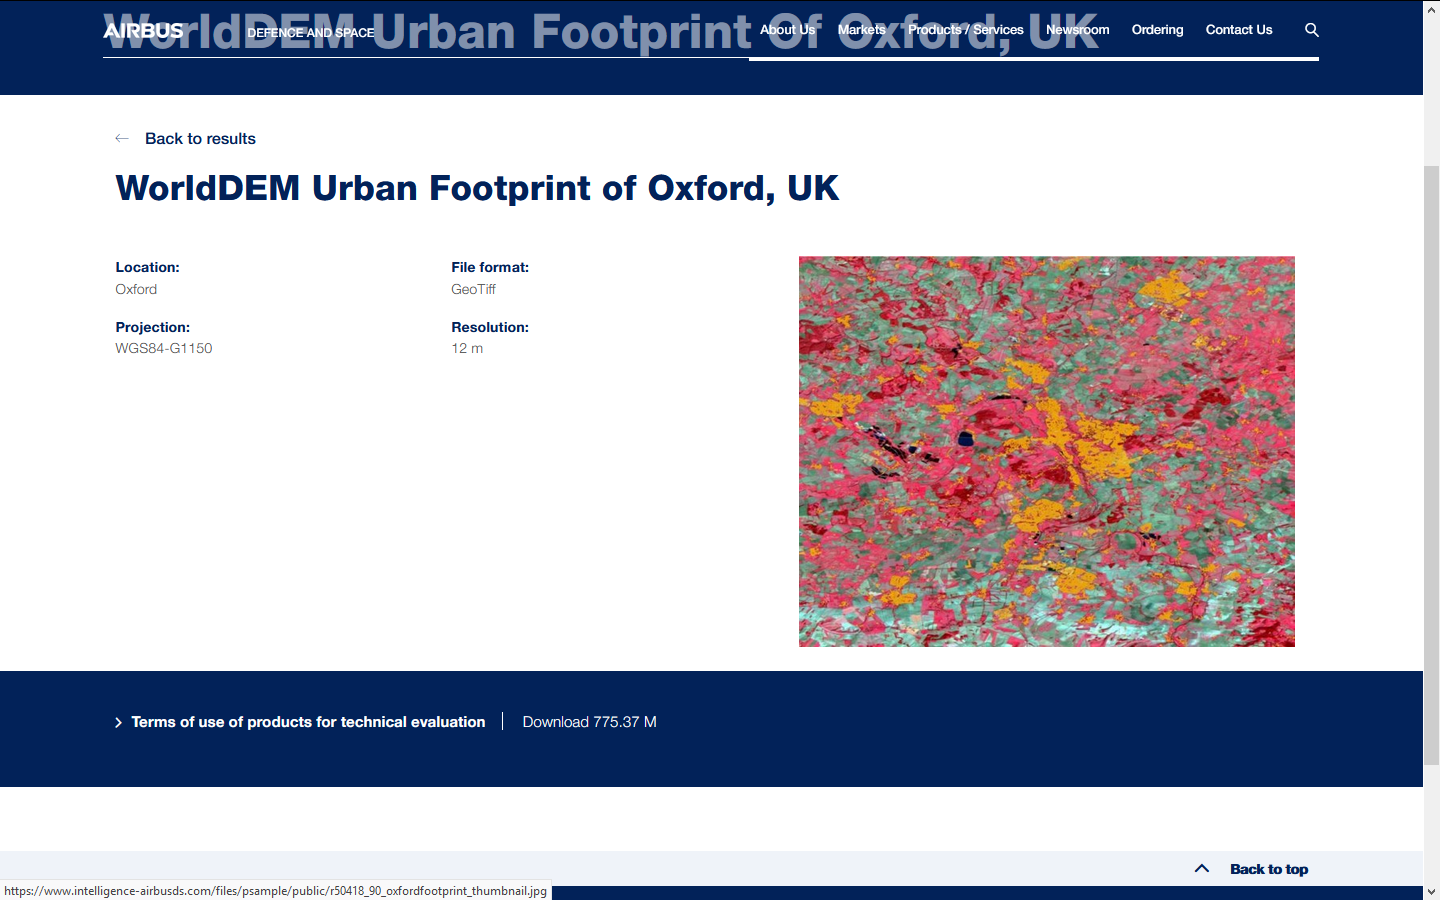 WorldDEM Urban Footprint Of Oxford, UK
AIRBUS DEFENCE AND SPACE About Us Markets Products / Services Newsroom Ordering Contact Us
Back to results
WorldDEM Urban Footprint of Oxford, UK
Location: File format:
Oxford GeoTiff
Projection: Resolution:
WGS84-G1150 12 m
Terms of use of products for technical evaluation Download 775.37 M
Back to top
https://www.intelligence-airbusds.com/files/psample/public/r50418_90_oxfordfootprint_thumbnail.jpg